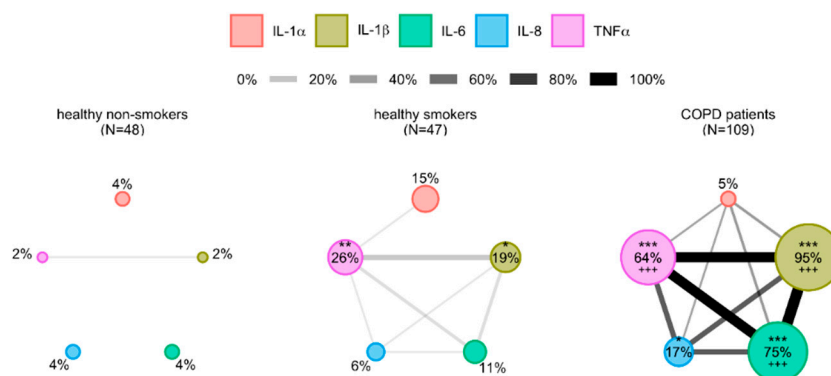 IL-1α IL-1β IL-6 IL-8 TNFα
0% 20% 40% 60% 80% 100%
healthy non-smokers
(N=48)
4%
2% 2%
4% 4%
healthy smokers
(N=47)
15%
** *
26% 19%
6% 11%
COPD patients
(N=109)
5%
*** ***
64% 95%
+++ +++
* ***
17% 75%
+++